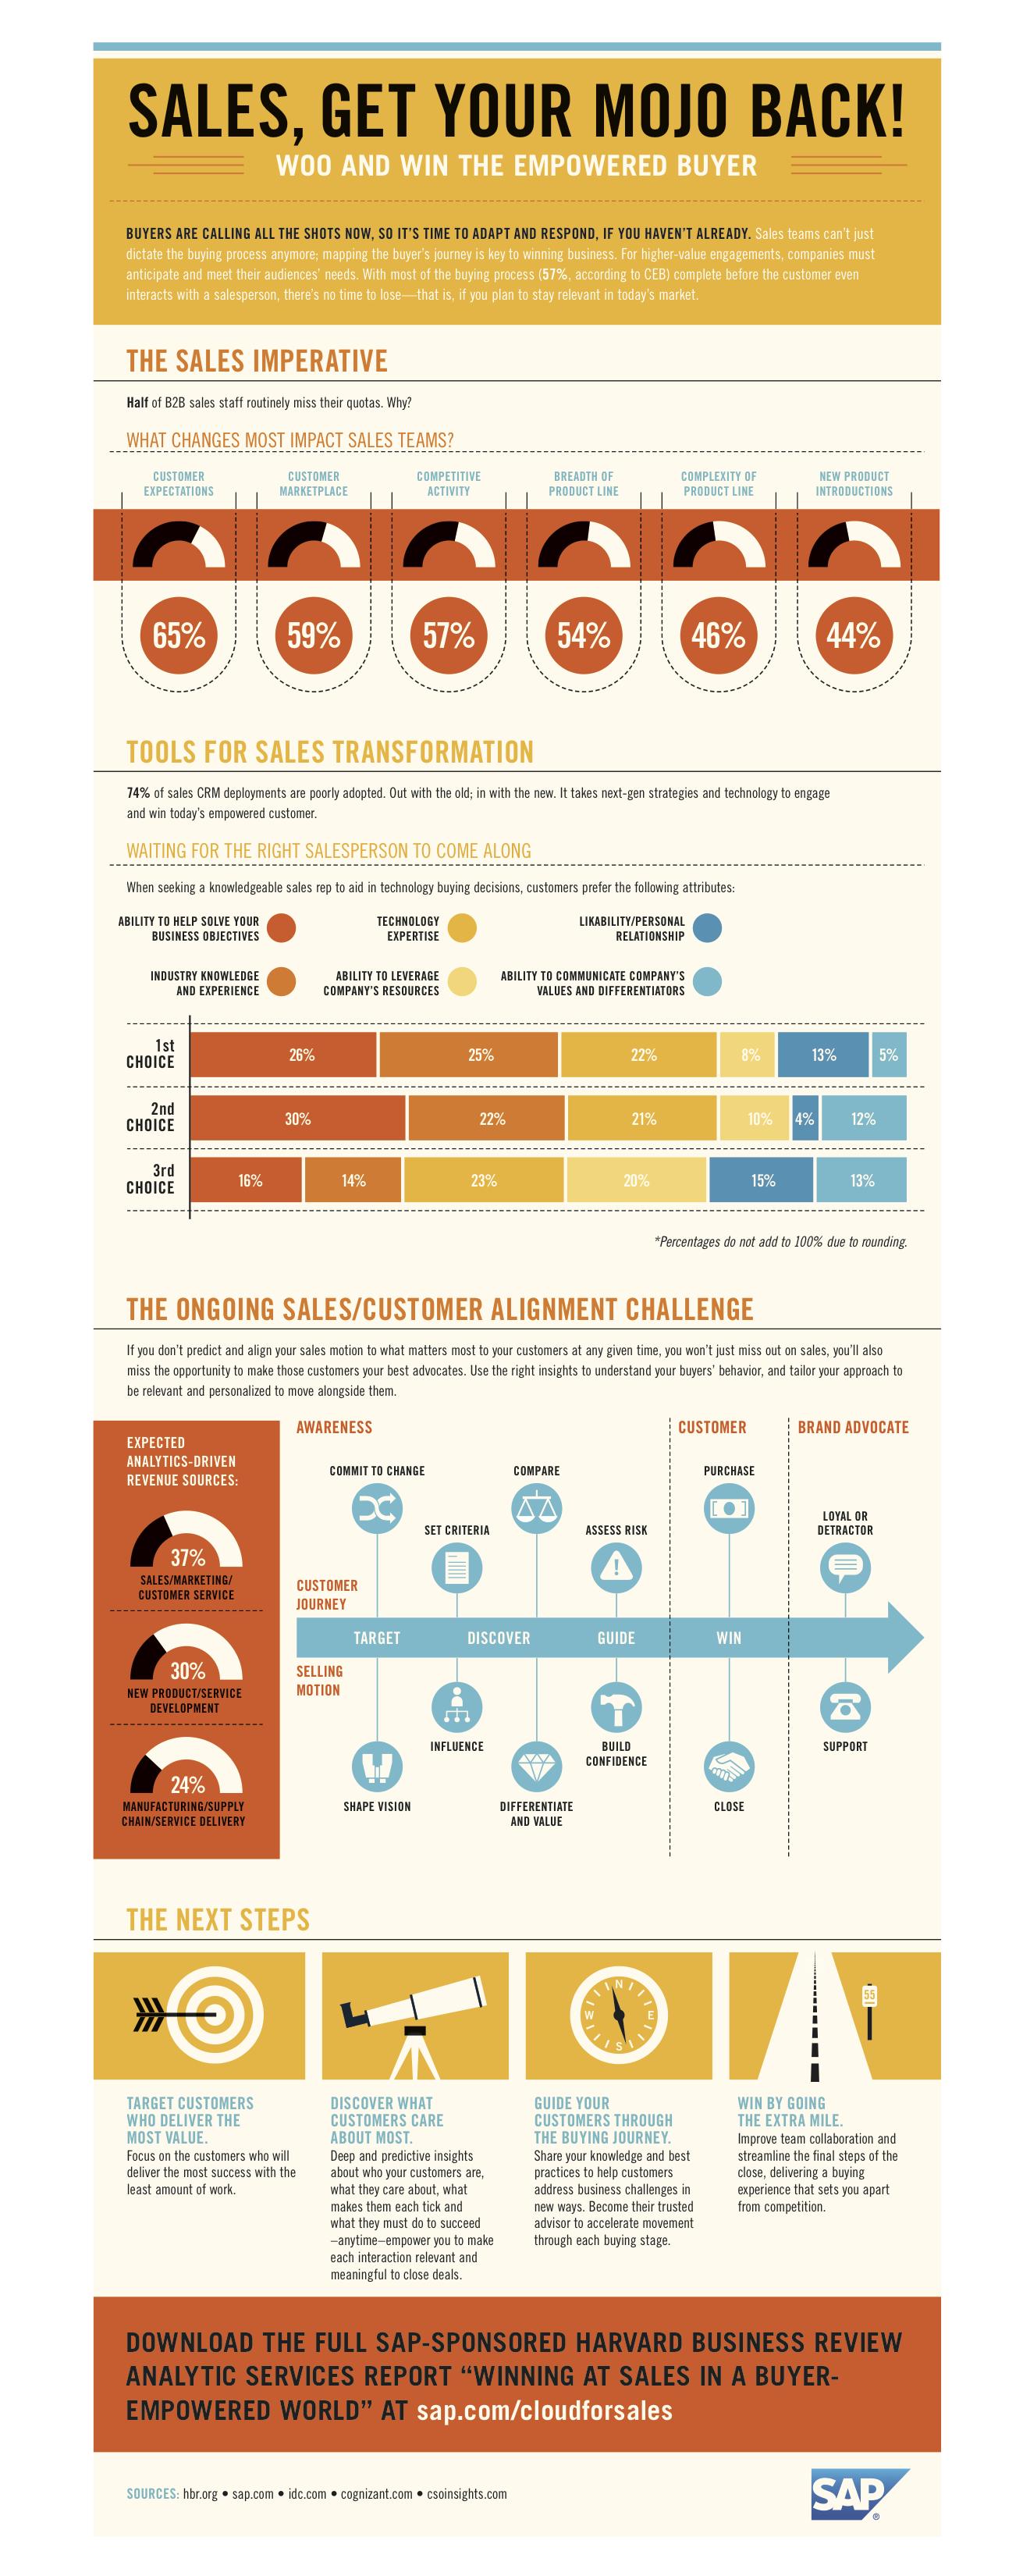 SALES, GET YOUR MOJO BACK!
WOO AND WIN THE EMPOWERED BUYER
BUYERS ARE CALLING ALL THE SHOTS NOW, SO IT'S TIME TO ADAPT AND RESPOND, IF YOU HAVEN'T ALREADY. Sales teams can't just
dictate the buying process anymore; mapping the buyer's journey is key to winning business. For higher-value engagements, companies must
anticipate and meet their audiences' needs. With most of the buying process (57%, according to CEB) complete before the customer even
interacts with a salesperson, there's no time to lose—that is, if you plan to stay relevant in today's market.
THE SALES IMPERATIVE
Half of B2B sales staff routinely miss their quotas. Why?
WHAT CHANGES MOST IMPACT SALES TEAMS?
CUSTOMER
EXPECTATIONS
CUSTOMER
MARKETPLACE
COMPETITIVE
ACTIVITY
BREADTH OF
PRODUCT LINE
COMPLEXITY OF
PRODUCT LINE
NEW PRODUCT
INTRODUCTIONS
65%
59%
57%
54%
46%
44%
TOOLS FOR SALES TRANSFORMATION
74% of sales CRM deployments are poorly adopted. Out with the old; in with the new. It takes next-gen strategies and technology to engage
and win today's empowered customer.
WAITING FOR THE RIGHT SALESPERSON TO COME ALONG
When seeking a knowledgeable sales rep to aid in technology buying decisions, customers prefer the following attributes:
ABILITY TO HELP SOLVE YOUR
BUSINESS OBJECTIVES
TECHNOLOGY
EXPERTISE
LIKABILITY/PERSONAL
RELATIONSHIP
INDUSTRY KNOWLEDGE
AND EXPERIENCE
ABILITY TO LEVERAGE
COMPANY'S RESOURCES
ABILITY TO COMMUNICATE COMPANY'S
VALUES AND DIFFERENTIATORS
1st
CHOICE
26%
25%
22%
8%
13%
5%
2nd
CHOICE
30%
22%
21%
10%
4%
12%
3rd
CHOICE
16%
14%
23%
20%
15%
13%
*Percentages do not add to 100% due to rounding.
THE ONGOING SALES/CUSTOMER ALIGNMENT CHALLENGE
If you don't predict and align your sales motion to what matters most to your customers at any given time, you won't just miss out on sales, you'll also
miss the opportunity to make those customers your best advocates. Use the right insights to understand your buyers' behavior, and tailor your approach to
be relevant and personalized to move alongside them.
EXPECTED
ANALYTICS-DRIVEN
REVENUE SOURCES:
37%
SALES/MARKETING/
CUSTOMER SERVICE
30%
NEW PRODUCT/SERVICE
DEVELOPMENT
24%
MANUFACTURING/SUPPLY
CHAIN/SERVICE DELIVERY
AWARENESS
CUSTOMER
BRAND ADVOCATE
COMMIT TO CHANGE
COMPARE
PURCHASE
SET CRITERIA
ASSESS RISK
LOYAL OR
DETRACTOR
CUSTOMER
JOURNEY
TARGET
DISCOVER
GUIDE
WIN
SELLING
MOTION
INFLUENCE
BUILD
CONFIDENCE
SUPPORT
SHAPE VISION
DIFFERENTIATE
AND VALUE
CLOSE
THE NEXT STEPS
N
W
E
S
55
TARGET CUSTOMERS
WHO DELIVER THE
MOST VALUE.
Focus on the customers who will
deliver the most success with the
least amount of work.
DISCOVER WHAT
CUSTOMERS CARE
ABOUT MOST.
Deep and predictive insights
about who your customers are,
what they care about, what
makes them each tick and
what they must do to succeed
–anytime–empower you to make
each interaction relevant and
meaningful to close deals.
GUIDE YOUR
CUSTOMERS THROUGH
THE BUYING JOURNEY.
Share your knowledge and best
practices to help customers
address business challenges in
new ways. Become their trusted
advisor to accelerate movement
through each buying stage.
WIN BY GOING
THE EXTRA MILE.
Improve team collaboration and
streamline the final steps of the
close, delivering a buying
experience that sets you apart
from competition.
DOWNLOAD THE FULL SAP-SPONSORED HARVARD BUSINESS REVIEW
ANALYTIC SERVICES REPORT “WINNING AT SALES IN A BUYER-
EMPOWERED WORLD” AT sap.com/cloudforsales
SOURCES: hbr.org • sap.com • idc.com • cognizant.com • csoinsights.com
SAP®